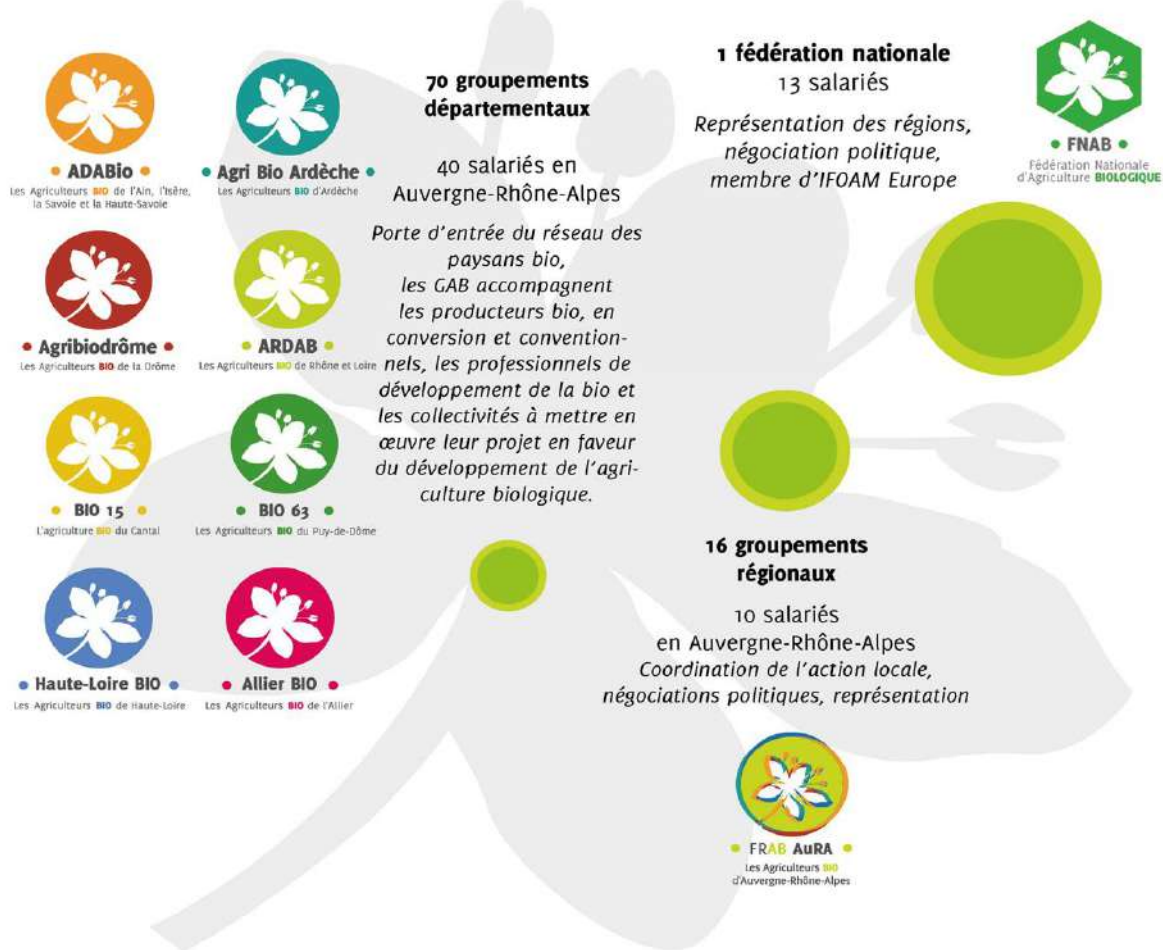 • ADABio •
Les Agriculteurs BIO de l'Ain, l'Isère,
la Savoie et la Haute-Savoie
• Agri Bio Ardèche •
Les Agriculteurs BIO d'Ardèche
• Agribiodrôme •
Les Agriculteurs BIO de la Drôme
• ARDAB •
Les Agriculteurs BIO de Rhône et Loire
• BIO 15 •
L'agriculture BIO du Cantal
• BIO 63 •
Les Agriculteurs BIO du Puy-de-Dôme
• Haute-Loire BIO •
Les Agriculteurs BIO de Haute-Loire
• Allier BIO •
Les Agriculteurs BIO de l'Allier
70 groupements
départementaux
40 salariés en
Auvergne-Rhône-Alpes
Porte d'entrée du réseau des
paysans bio,
les GAB accompagnent
les producteurs bio, en
conversion et convention-
nels, les professionnels de
développement de la bio et
les collectivités à mettre en
œuvre leur projet en faveur
du développement de l'agri-
culture biologique.
1 fédération nationale
13 salariés
Représentation des régions,
négociation politique,
membre d'IFOAM Europe
• FNAB •
Fédération Nationale
d'Agriculture BIOLOGIQUE
16 groupements
régionaux
10 salariés
en Auvergne-Rhône-Alpes
Coordination de l'action locale,
négociations politiques, représentation
• FRAB AuRA •
Les Agriculteurs BIO
d'Auvergne-Rhône-Alpes